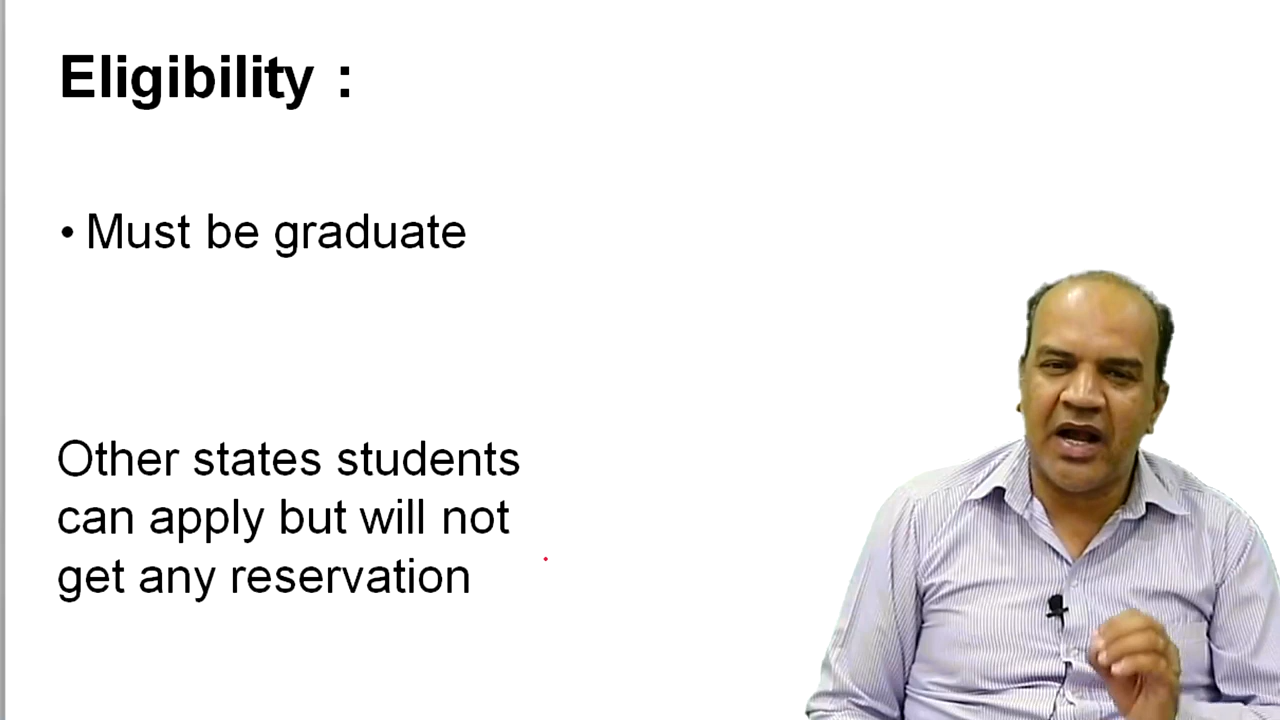 Eligibility :
• Must be graduate
Other states students
can apply but will not
get any reservation